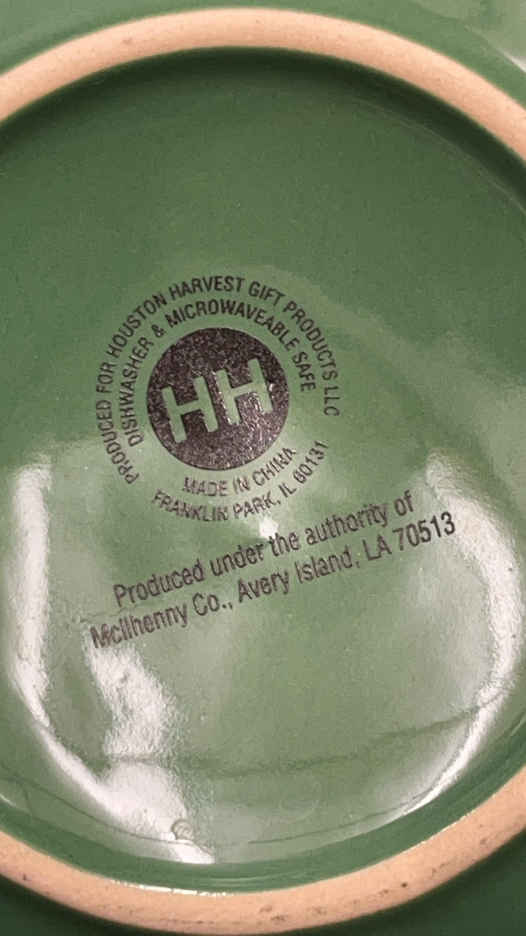 PRODUCED FOR HOUSTON HARVEST GIFT PRODUCTS LLC
DISHWASHER & MICROWAVEABLE SAFE
HH
MADE IN CHINA
FRANKLIN PARK, IL 60131
Produced under the authority of
McIlhenny Co., Avery Island, LA 70513